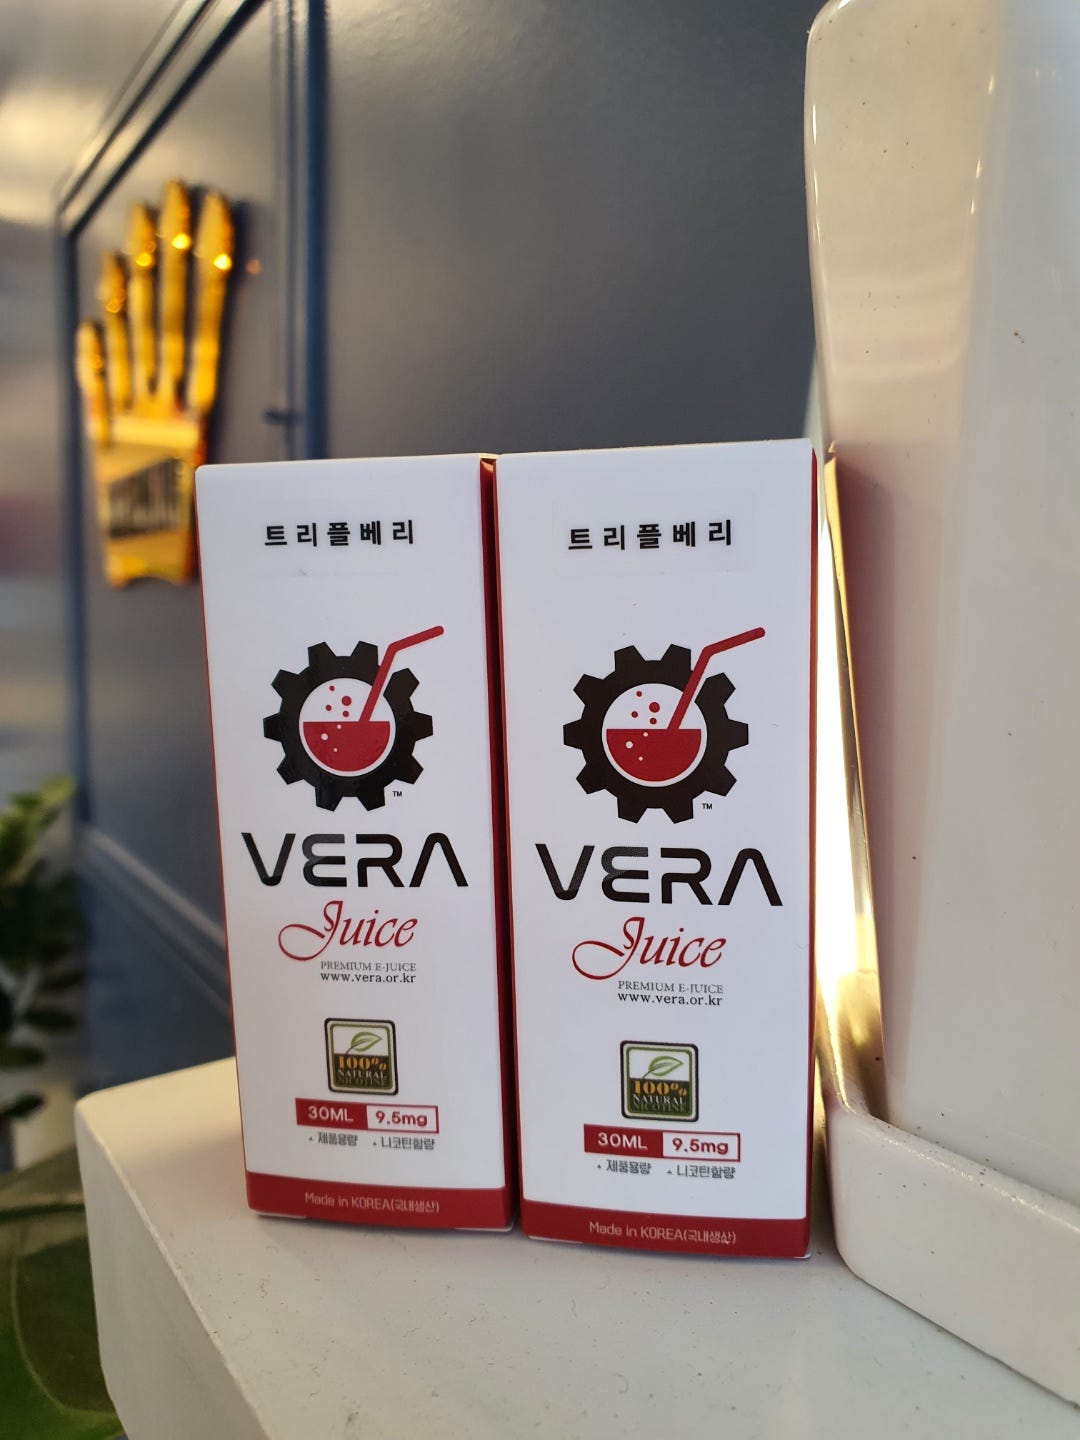 트리플베리
TM
VERA
Juice
PREMIUM E-JUICE
www.vera.or.kr
100%
NATURAL
NICOTINE
30ML 9.5mg
제품용량 니코틴함량
Made in KOREA(국내생산)
트리플베리
TM
VERA
Juice
PREMIUM E-JUICE
www.vera.or.kr
100%
NATURAL
NICOTINE
30ML 9.5mg
제품용량 니코틴함량
Made in KOREA(국내생산)